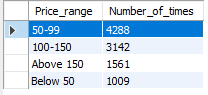 Price_range Number_of_times
50-99 4288
100-150 3142
Above 150 1561
Below 50 1009